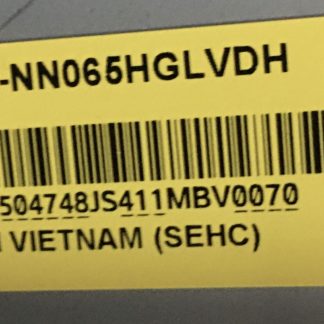 -NN065HGLVDH
504748JS411MBV0070
VIETNAM (SEHC)